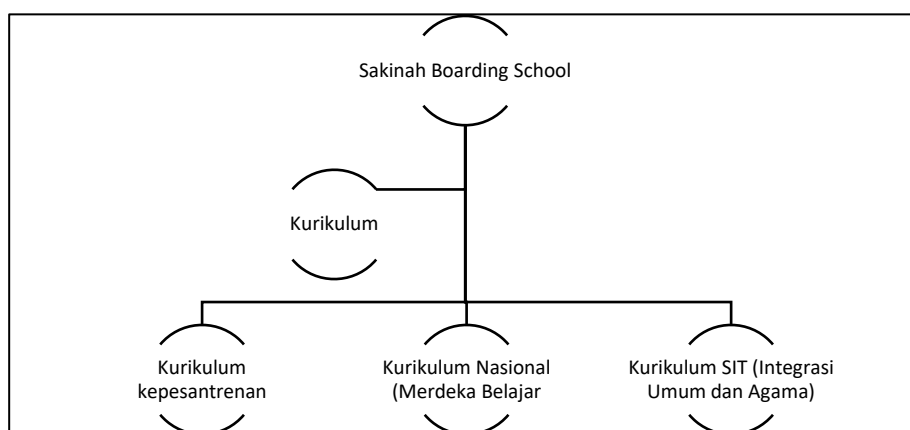 Sakinah Boarding School
Kurikulum
Kurikulum
kepesantrenan
Kurikulum Nasional
(Merdeka Belajar
Kurikulum SIT (Integrasi
Umum dan Agama)